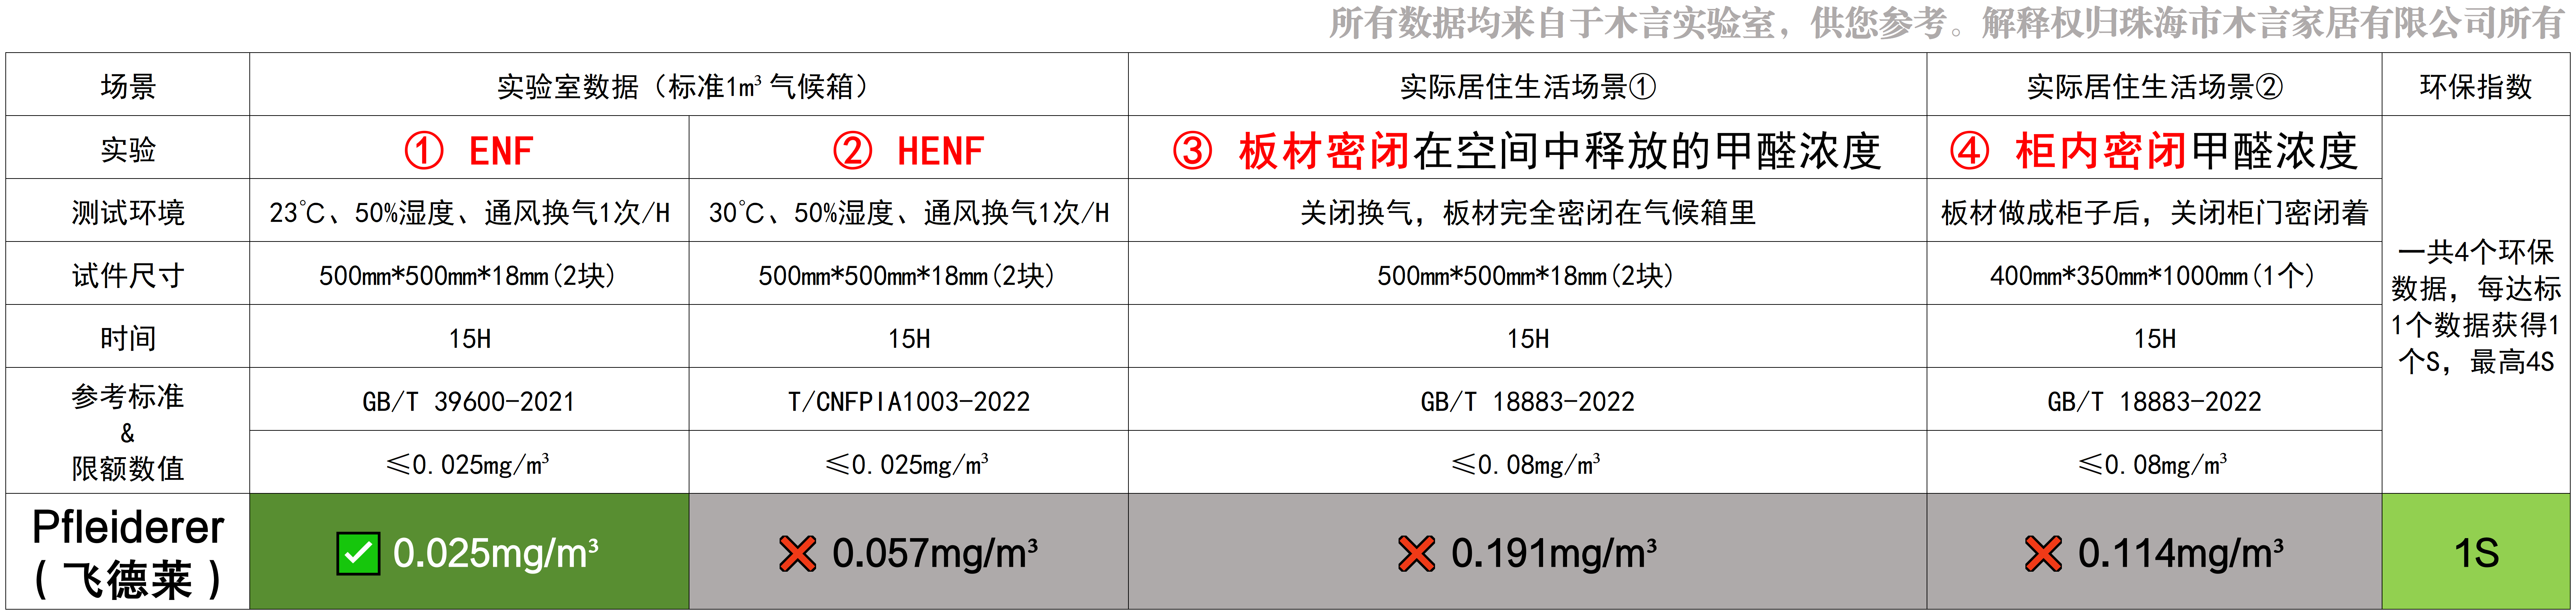 所有数据均来自于木言实验室，供您参考。解释权归珠海市木言家居有限公司所有
场景
实验室数据（标准1m³气候箱）
实际居住生活场景①
实际居住生活场景②
环保指数
实验
① ENF
② HENF
③ 板材密闭在空间中释放的甲醛浓度
④ 柜内密闭甲醛浓度
测试环境
23℃、50%湿度、通风换气1次/H
30℃、50%湿度、通风换气1次/H
关闭换气，板材完全密闭在气候箱里
板材做成柜子后，关闭柜门密闭着
试件尺寸
500mm*500mm*18mm(2块)
500mm*500mm*18mm(2块)
500mm*500mm*18mm(2块)
400mm*350mm*1000mm(1个)
时间
15H
15H
15H
15H
参考标准
&
限额数值
GB/T 39600-2021
T/CNFPIA1003-2022
GB/T 18883-2022
GB/T 18883-2022
≤0.025mg/m³
≤0.025mg/m³
≤0.08mg/m³
≤0.08mg/m³
一共4个环保
数据，每达标
1个数据获得1
个S，最高4S
Pfleiderer
（飞德莱）
✓ 0.025mg/m³
❌ 0.057mg/m³
❌ 0.191mg/m³
❌ 0.114mg/m³
1S